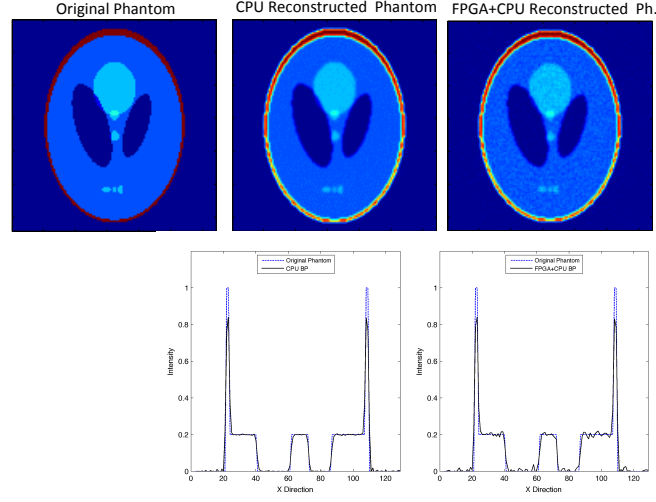 Original Phantom
CPU Reconstructed Phantom
FPGA+CPU Reconstructed Ph.
Original Phantom
CPU BP
1
0.8
0.6
0.4
0.2
0
Intensity
0 20 40 60 80 100 120
X Direction
Original Phantom
FPGA+CPU BP
1
0.8
0.6
0.4
0.2
0
Intensity
0 20 40 60 80 100 120
X Direction